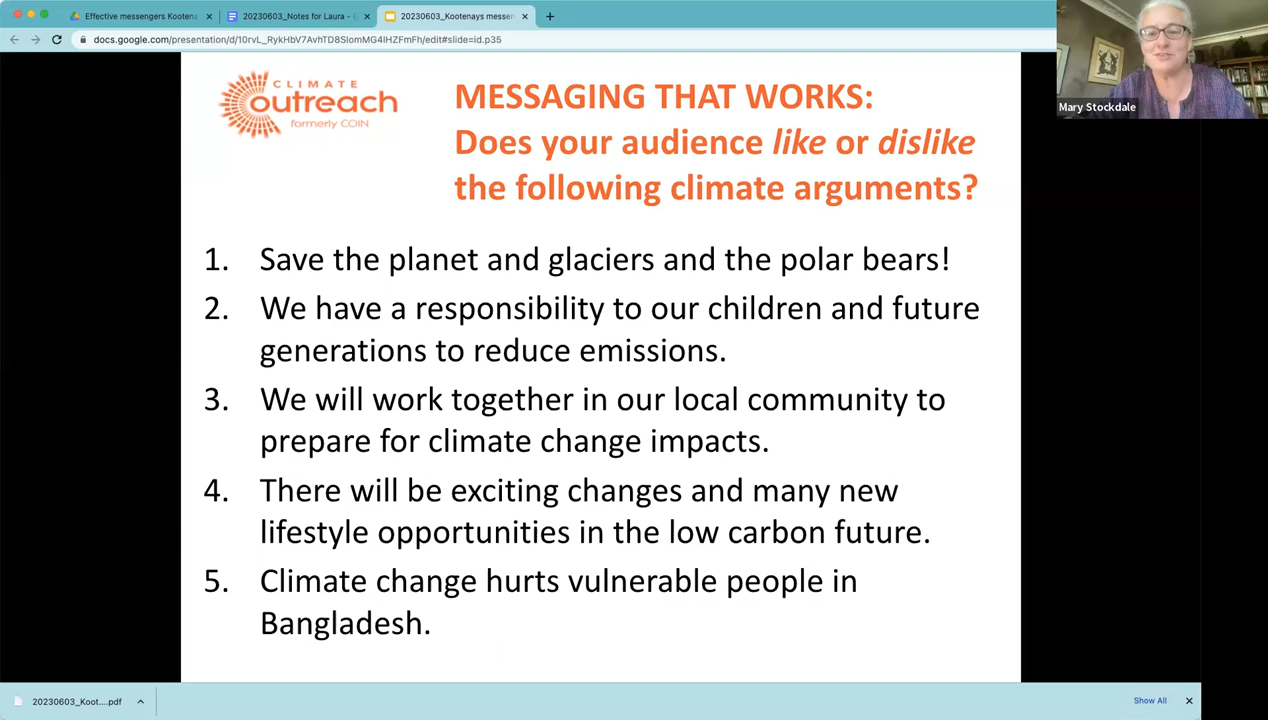 Effective messengers Kootena
20230603_Notes for Laura - G
20230603_Kootenays messen
docs.google.com/presentation/d/10rvL_RykHbV7AvhTD8SIomMG4IHZFmFh/edit#slide=id.p35
Mary Stockdale
CLIMATE
outreach
formerly COIN
MESSAGING THAT WORKS:
Does your audience like or dislike
the following climate arguments?
1. Save the planet and glaciers and the polar bears!
2. We have a responsibility to our children and future
generations to reduce emissions.
3. We will work together in our local community to
prepare for climate change impacts.
4. There will be exciting changes and many new
lifestyle opportunities in the low carbon future.
5. Climate change hurts vulnerable people in
Bangladesh.
20230603_Koot....pdf
Show All